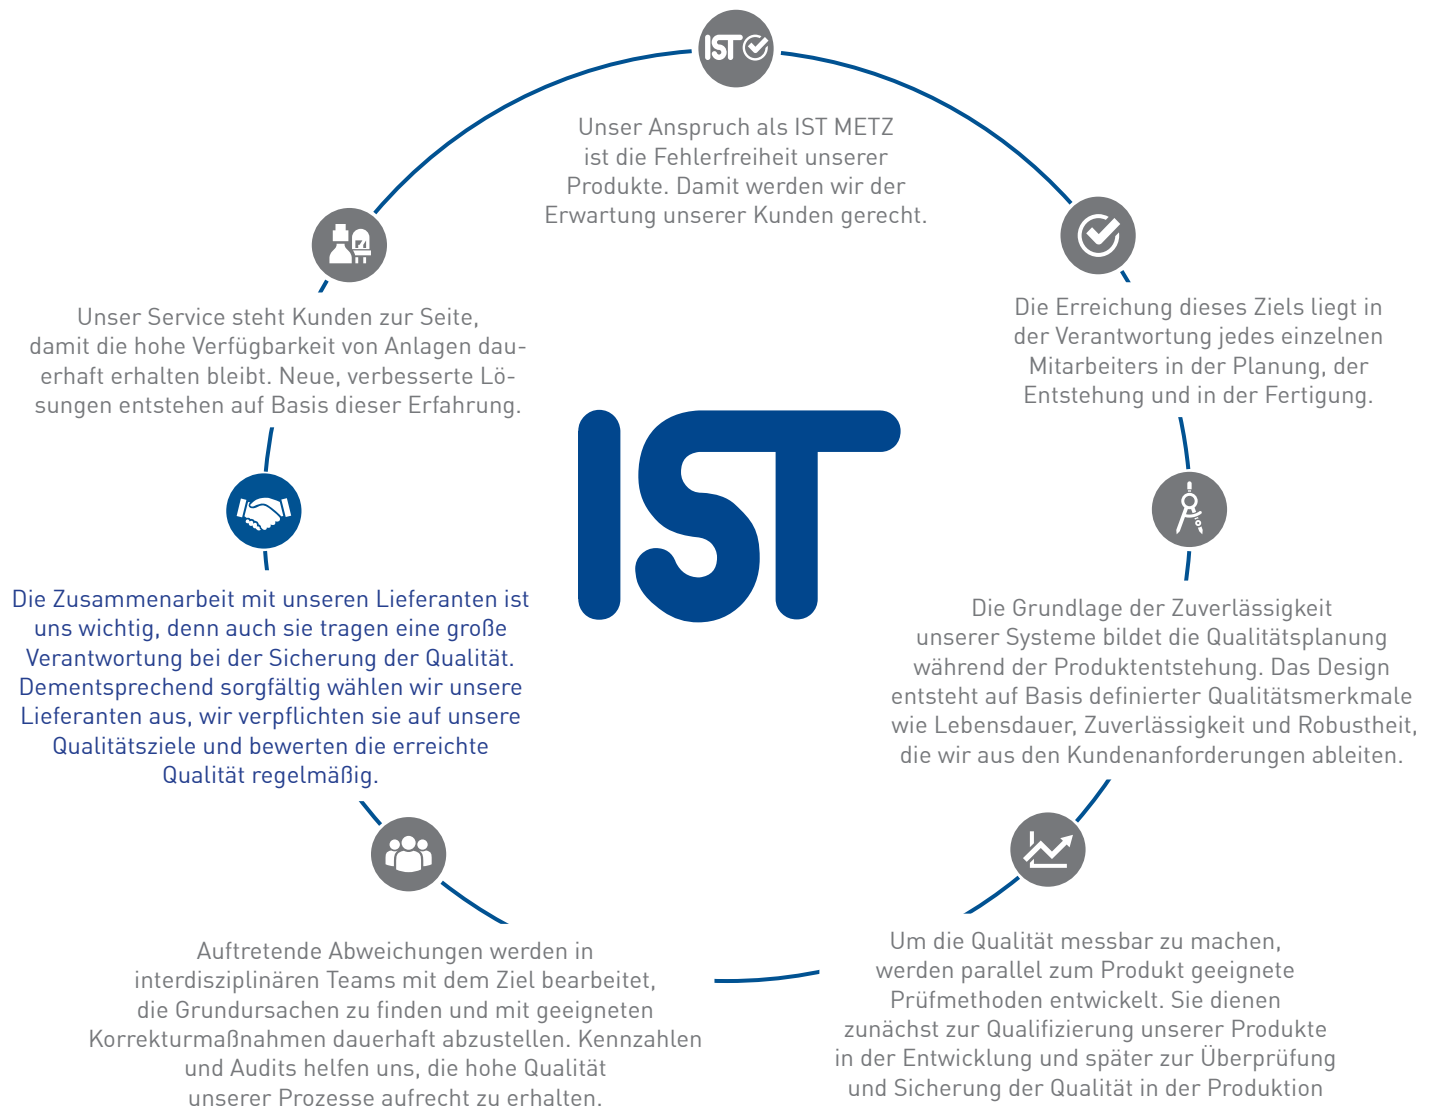 IST
Unser Anspruch als IST METZ
ist die Fehlerfreiheit unserer
Produkte. Damit werden wir der
Erwartung unserer Kunden gerecht.
Die Erreichung dieses Ziels liegt in
der Verantwortung jedes einzelnen
Mitarbeiters in der Planung, der
Entstehung und in der Fertigung.
Die Grundlage der Zuverlässigkeit
unserer Systeme bildet die Qualitätsplanung
während der Produktentstehung. Das Design
entsteht auf Basis definierter Qualitätsmerkmale
wie Lebensdauer, Zuverlässigkeit und Robustheit,
die wir aus den Kundenanforderungen ableiten.
Um die Qualität messbar zu machen,
werden parallel zum Produkt geeignete
Prüfmethoden entwickelt. Sie dienen
zunächst zur Qualifizierung unserer Produkte
in der Entwicklung und später zur Überprüfung
und Sicherung der Qualität in der Produktion
Auftretende Abweichungen werden in
interdisziplinären Teams mit dem Ziel bearbeitet,
die Grundursachen zu finden und mit geeigneten
Korrekturmaßnahmen dauerhaft abzustellen. Kennzahlen
und Audits helfen uns, die hohe Qualität
unserer Prozesse aufrecht zu erhalten.
Die Zusammenarbeit mit unseren Lieferanten ist
uns wichtig, denn auch sie tragen eine große
Verantwortung bei der Sicherung der Qualität.
Dementsprechend sorgfältig wählen wir unsere
Lieferanten aus, wir verpflichten sie auf unsere
Qualitätsziele und bewerten die erreichte
Qualität regelmäßig.
Unser Service steht Kunden zur Seite,
damit die hohe Verfügbarkeit von Anlagen dau-
erhaft erhalten bleibt. Neue, verbesserte Lö-
sungen entstehen auf Basis dieser Erfahrung.
IST